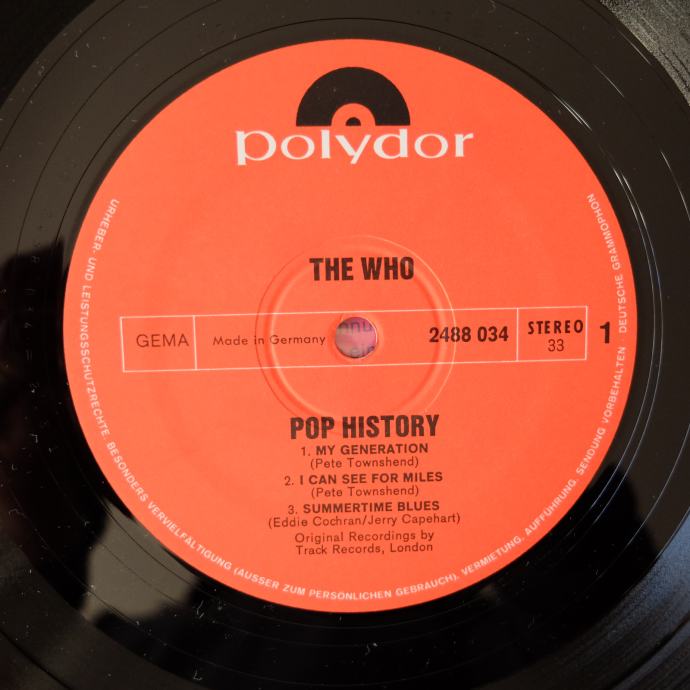 polydor
THE WHO
GEMA
Made in Germany
2488 034
STEREO
33
1
POP HISTORY
1. MY GENERATION
(Pete Townshend)
2. I CAN SEE FOR MILES
(Pete Townshend)
3. SUMMERTIME BLUES
(Eddie Cochran/Jerry Capehart)
Original Recordings by
Track Records, London
URHEBER- UND LEISTUNGSSCHUTZRECHTE, BESONDERS VERVIELFÄLTIGUNG (AUSSER ZUM PERSÖNLICHEN GEBRAUCH), VERMIETUNG, AUFFÜHRUNG, SENDUNG VORBEHALTEN DEUTSCHE GRAMMOPHON